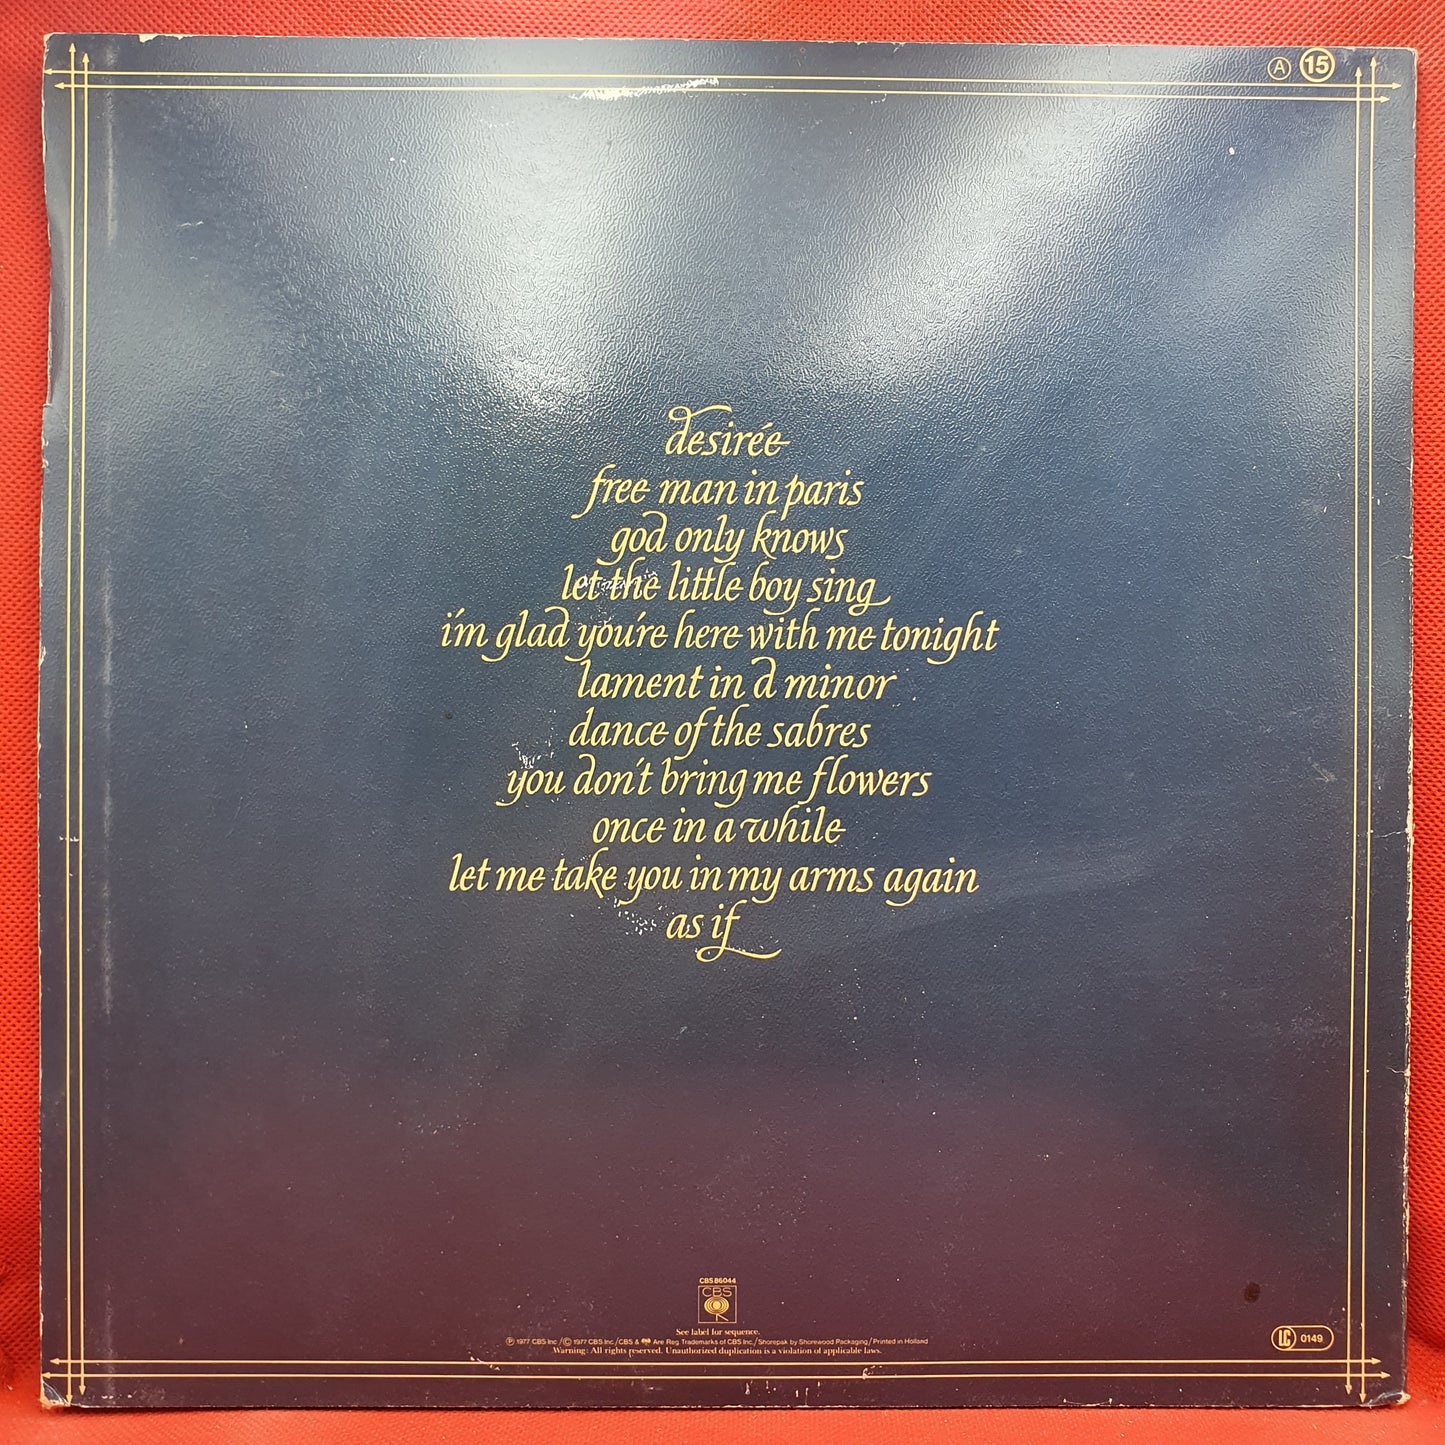 A 15
desirée
free man in paris
god only knows
let the little boy sing
i'm glad you're here with me tonight
lament in d minor
dance of the sabres
you don't bring me flowers
once in a while
let me take you in my arms again
as if
CBS 86044
CBS
See label for sequence.
Ⓟ 1977 CBS Inc./© 1977 CBS Inc./CBS & Are Reg. Trademarks of CBS Inc./Shorepak by Shorewood Packaging/Printed in Holland
Warning: All rights reserved. Unauthorized duplication is a violation of applicable laws.
LC 0149